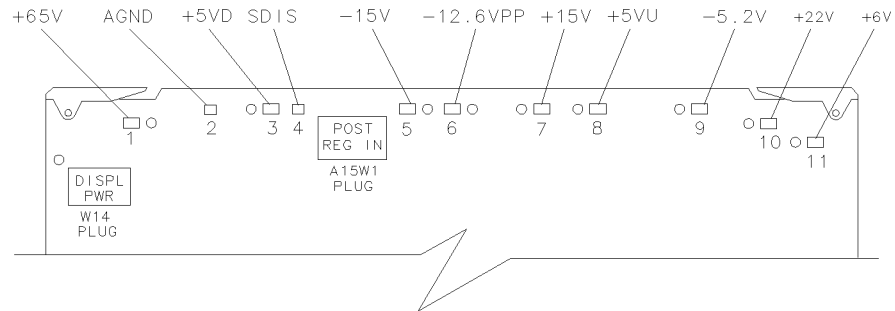 +65V AGND +5VD SDIS -15V -12.6VPP +15V +5VU -5.2V +22V +6V
1 2 3 4 5 6 7 8 9 10 11
POST
REG IN
A15W1
PLUG
DISPL
PWR
W14
PLUG